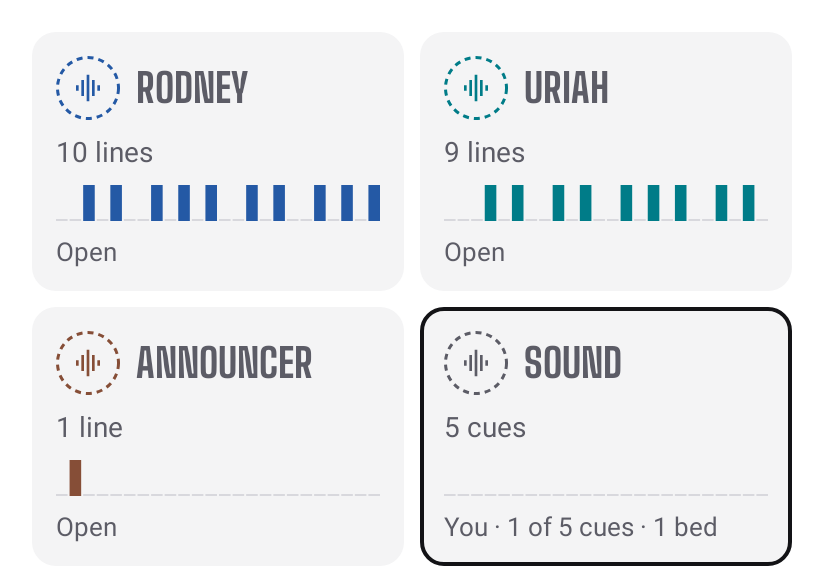 RODNEY
10 lines
Open
URIAH
9 lines
Open
ANNOUNCER
1 line
Open
SOUND
5 cues
You · 1 of 5 cues · 1 bed